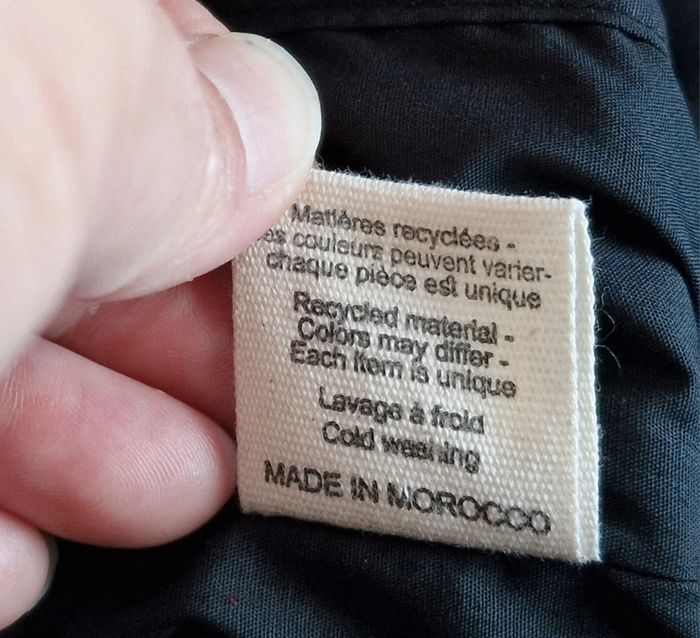 Matières recyclées -
es couleurs peuvent varier-
chaque pièce est unique
Recycled material -
Colors may differ -
Each item is unique
Lavage à froid
Cold washing
MADE IN MOROCCO